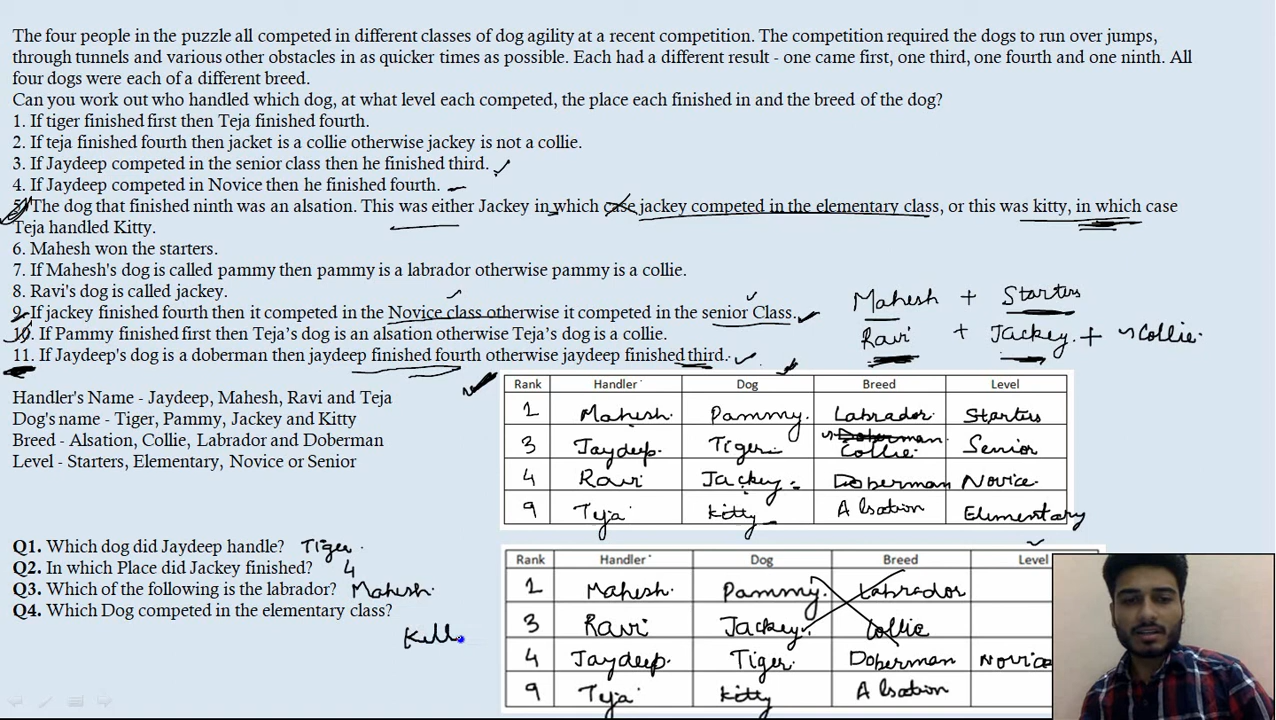 The four people in the puzzle all competed in different classes of dog agility at a recent competition. The competition required the dogs to run over jumps,
through tunnels and various other obstacles in as quicker times as possible. Each had a different result - one came first, one third, one fourth and one ninth. All
four dogs were each of a different breed.
Can you work out who handled which dog, at what level each competed, the place each finished in and the breed of the dog?
1. If tiger finished first then Teja finished fourth.
2. If teja finished fourth then jacket is a collie otherwise jackey is not a collie.
3. If Jaydeep competed in the senior class then he finished third.
4. If Jaydeep competed in Novice then he finished fourth.
5. The dog that finished ninth was an alsation. This was either Jackey in which case jackey competed in the elementary class, or this was kitty, in which case
Teja handled Kitty.
6. Mahesh won the starters.
7. If Mahesh's dog is called pammy then pammy is a labrador otherwise pammy is a collie.
8. Ravi's dog is called jackey.
9. If jackey finished fourth then it competed in the Novice class otherwise it competed in the senior Class.
10. If Pammy finished first then Teja's dog is an alsation otherwise Teja's dog is a collie.
11. If Jaydeep's dog is a doberman then jaydeep finished fourth otherwise jaydeep finished third.
Mahesh + Starters
Ravi + Jackey + ~Collie.
Handler's Name - Jaydeep, Mahesh, Ravi and Teja
Dog's name - Tiger, Pammy, Jackey and Kitty
Breed - Alsation, Collie, Labrador and Doberman
Level - Starters, Elementary, Novice or Senior
Rank Handler Dog Breed Level
1 Mahesh. Pammy. Labrador. Starters
3 Jaydeep. Tiger ~Doberman. Collie. Senior
4 Ravi Jackey Doberman Novice.
9 Teja Kitty Alsation Elementary
Q1. Which dog did Jaydeep handle? Tiger
Q2. In which Place did Jackey finished? 4
Q3. Which of the following is the labrador? Mahesh.
Q4. Which Dog competed in the elementary class?
Rank Handler Dog Breed Level
1 Mahesh. Pammy. Labrador
3 Ravi Jackey. Collie
4 Jaydeep. Tiger. Doberman Novice
9 Teja Kitty Alsation